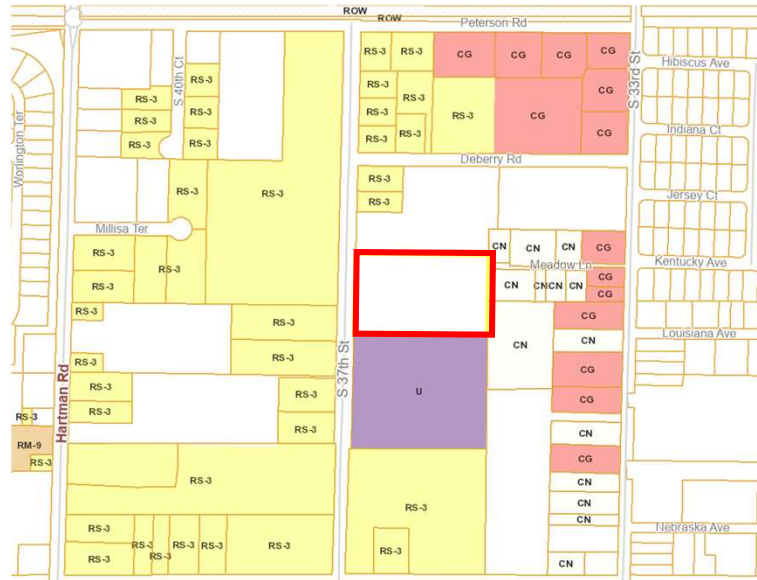 ROW
ROW
Peterson Rd
RS-3
RS-3
CG
CG
CG
CG
Hibiscus Ave
S 40th Ct
S 33rd St
RS-3
RS-3
RS-3
RS-3
RS-3
CG
Worlington Ter
RS-3
RS-3
RS-3
RS-3
CG
CG
RS-3
RS-3
RS-3
RS-3
Indiana Ct
Deberry Rd
RS-3
RS-3
RS-3
RS-3
Jersey Ct
Millisa Ter
RS-3
RS-3
CN
CN
CN
CG
Kentucky Ave
Meadow Ln
RS-3
RS-3
CN
CN
CN
CN
CG
CG
RS-3
RS-3
CG
Louisiana Ave
CN
CN
RS-3
RS-3
S 37th St
CG
RS-3
RS-3
U
CG
Hartman Rd
RS-3
RS-3
RS-3
CN
RM-9
RS-3
CG
RS-3
RS-3
CN
CN
RS-3
RS-3
RS-3
RS-3
RS-3
CN
Nebraska Ave
RS-3
RS-3
RS-3
RS-3
CN